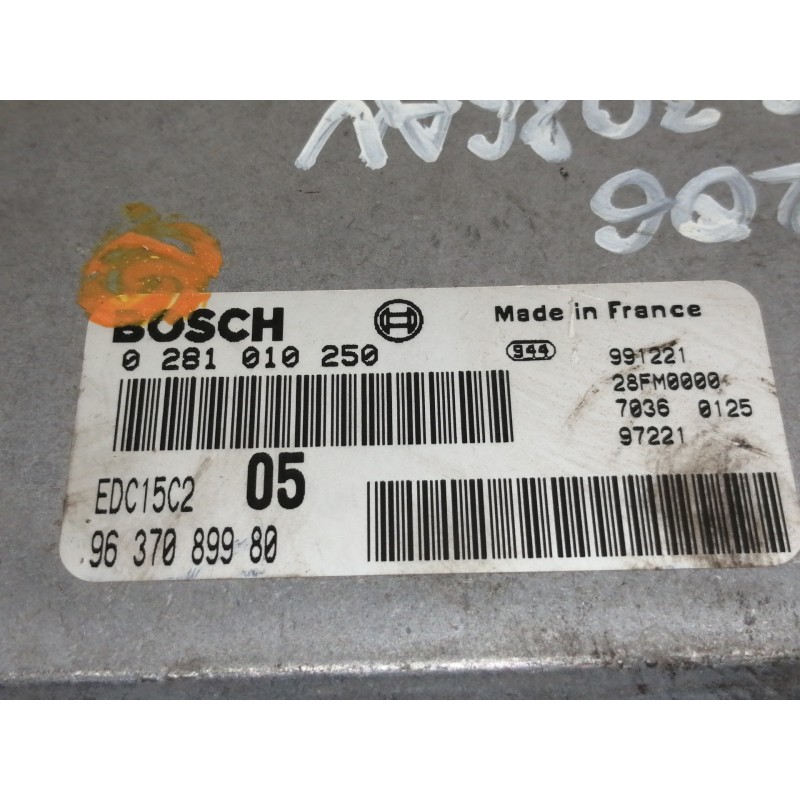 BOSCH Made in France
0 281 010 250 944 991221
28FM0000
7036 0125
97221
EDC15C2 05
96 370 899 80